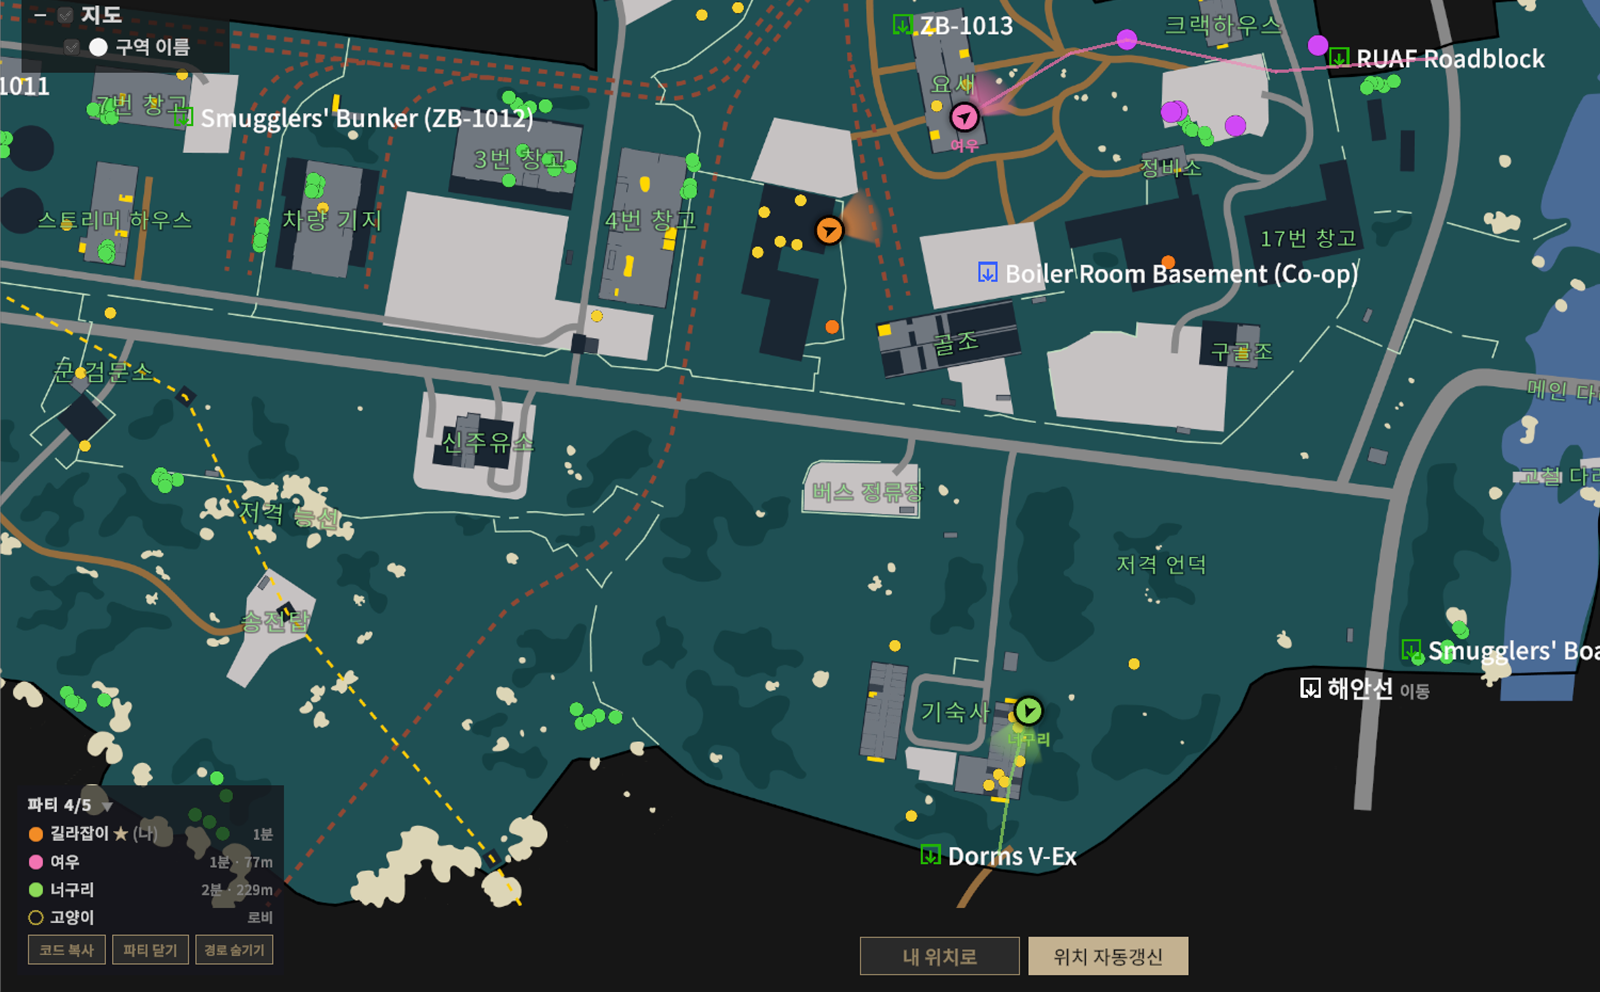 지도
구역 이름
1011
7번 창고
Smugglers' Bunker (ZB-1012)
스트리머 하우스
차량 기지
3번 창고
4번 창고
ZB-1013
요새
여우
크랙하우스
RUAF Roadblock
정비소
17번 창고
Boiler Room Basement (Co-op)
골조
구골조
메인 다
군 검문소
신주유소
버스 정류장
고철 다리
저격 능선
저격 언덕
송전탑
기숙사
너구리
Smugglers' Boa
해안선 이동
Dorms V-Ex
파티 4/5 ▼
길라잡이 ★ (나) 1분
여우 1분 · 77m
너구리 2분 · 229m
고양이 로비
코드 복사 파티 닫기 경로 숨기기
내 위치로 위치 자동갱신